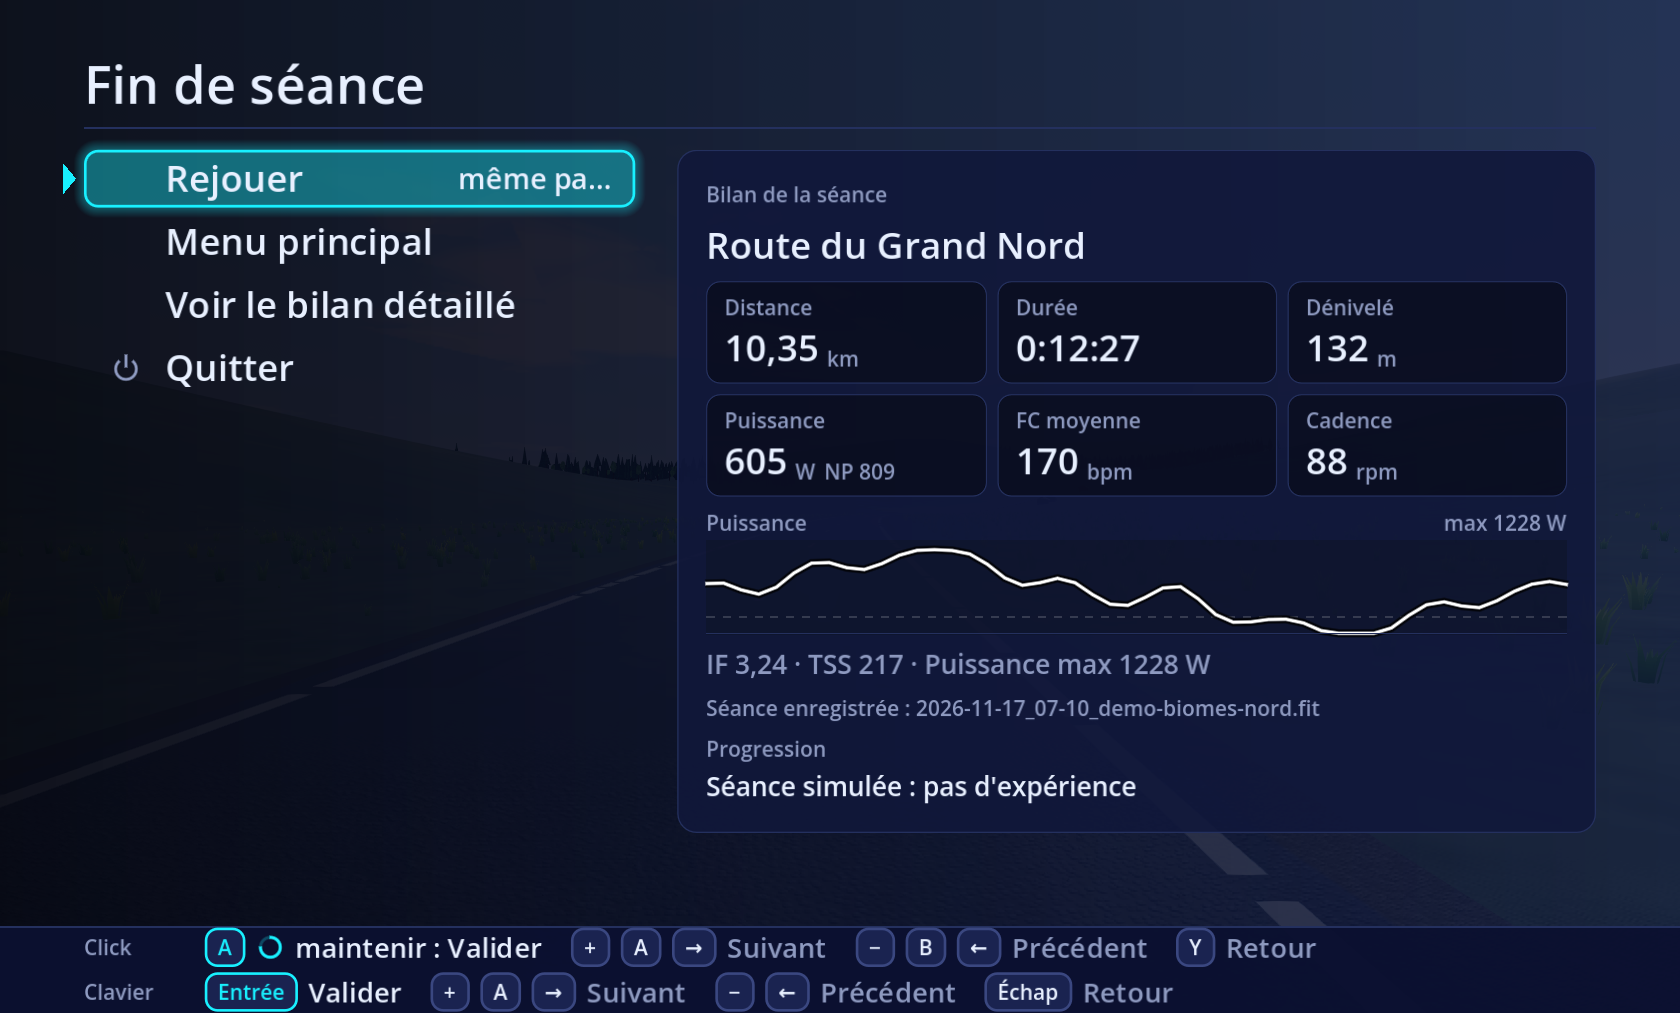 Fin de séance
Rejouer même pa...
Menu principal
Voir le bilan détaillé
Quitter
Bilan de la séance
Route du Grand Nord
Distance Durée Dénivelé
10,35 km 0:12:27 132 m
Puissance FC moyenne Cadence
605 W NP 809 170 bpm 88 rpm
Puissance max 1228 W
IF 3,24 · TSS 217 · Puissance max 1228 W
Séance enregistrée : 2026-11-17_07-10_demo-biomes-nord.fit
Progression
Séance simulée : pas d'expérience
Click A maintenir : Valider + A → Suivant − B ← Précédent Y Retour
Clavier Entrée Valider + A → Suivant − ← Précédent Échap Retour